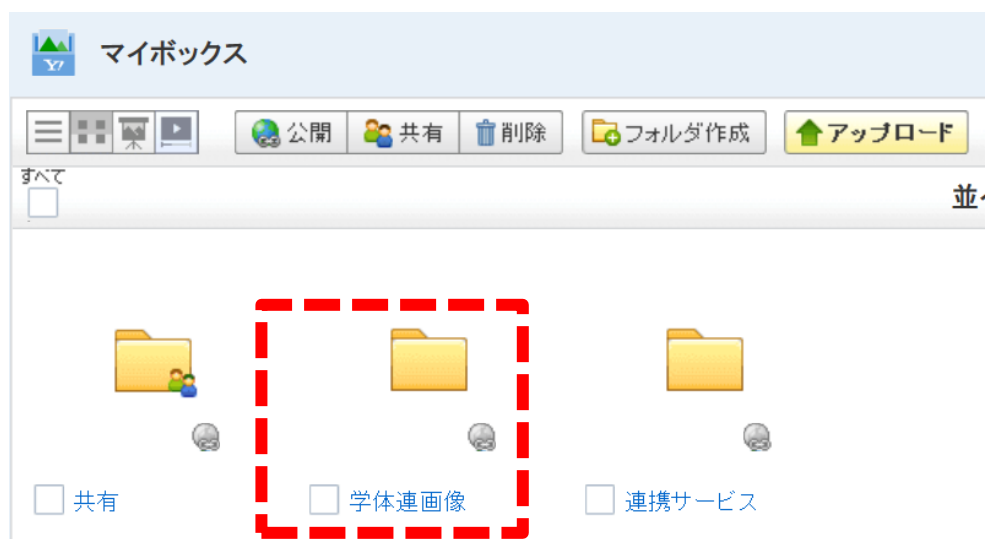 マイボックス
公開 共有 削除 フォルダ作成 アップロード
すべて
並
共有 学体連画像 連携サービス